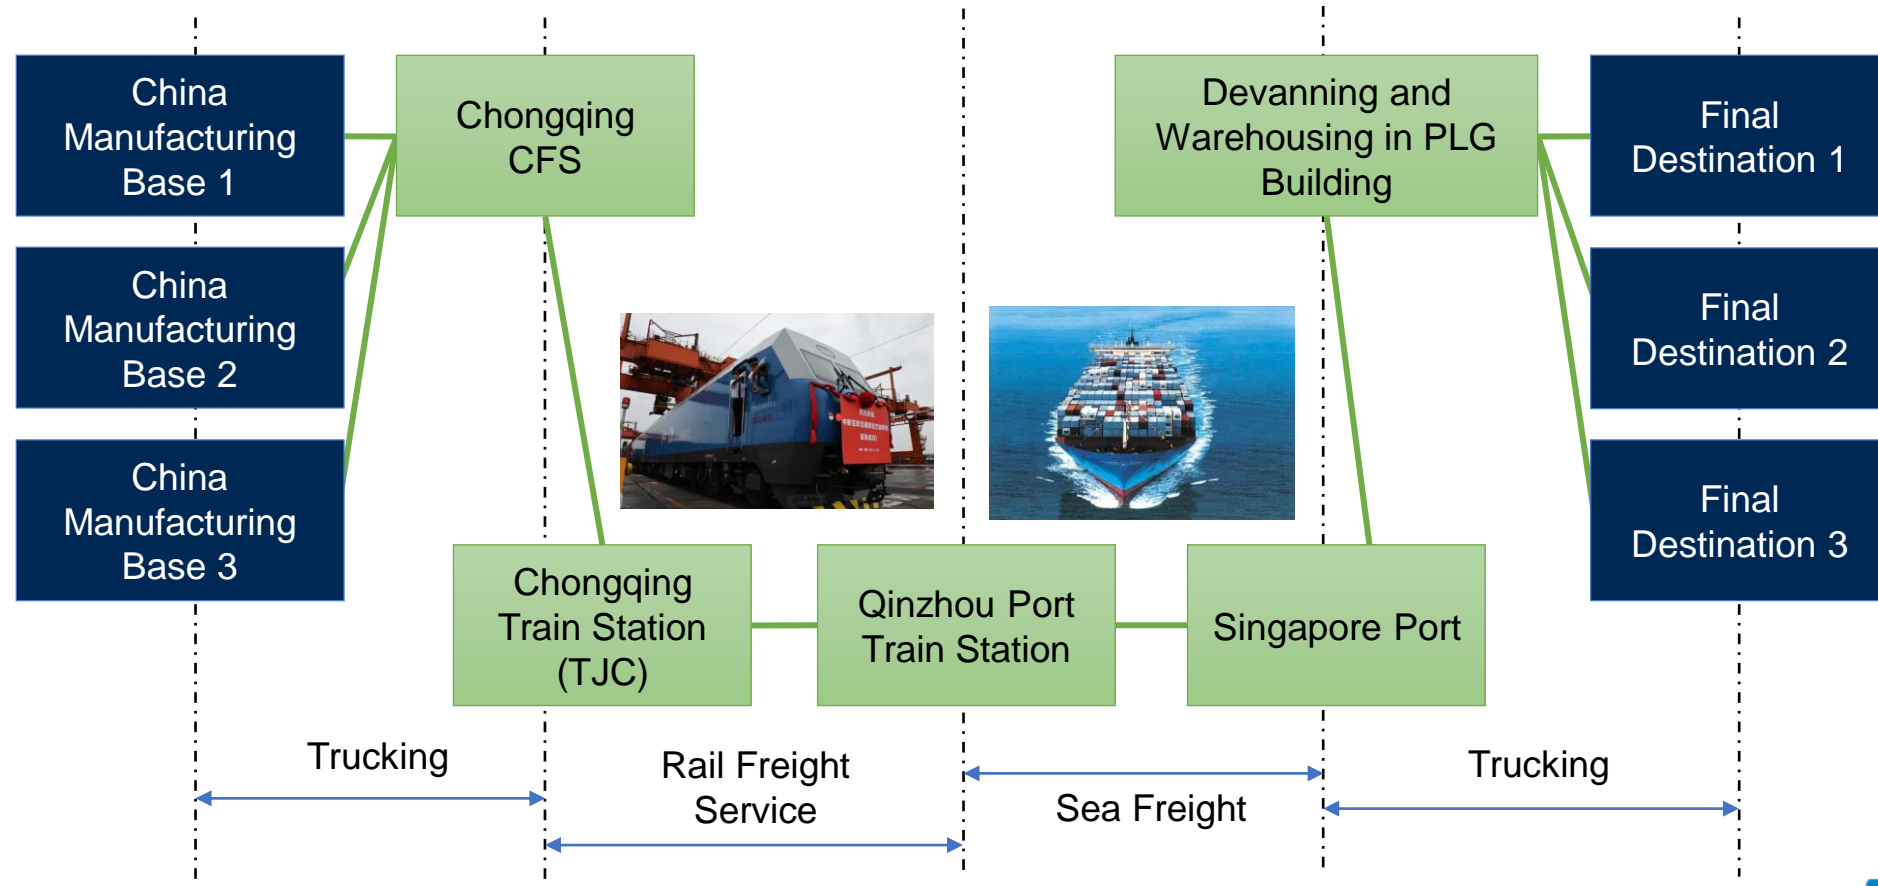 China
Manufacturing
Base 1
Chongqing
CFS
Devanning and
Warehousing in PLG
Building
Final
Destination 1
China
Manufacturing
Base 2
Final
Destination 2
China
Manufacturing
Base 3
Final
Destination 3
Chongqing
Train Station
(TJC)
Qinzhou Port
Train Station
Singapore Port
Trucking
Rail Freight
Service
Sea Freight
Trucking